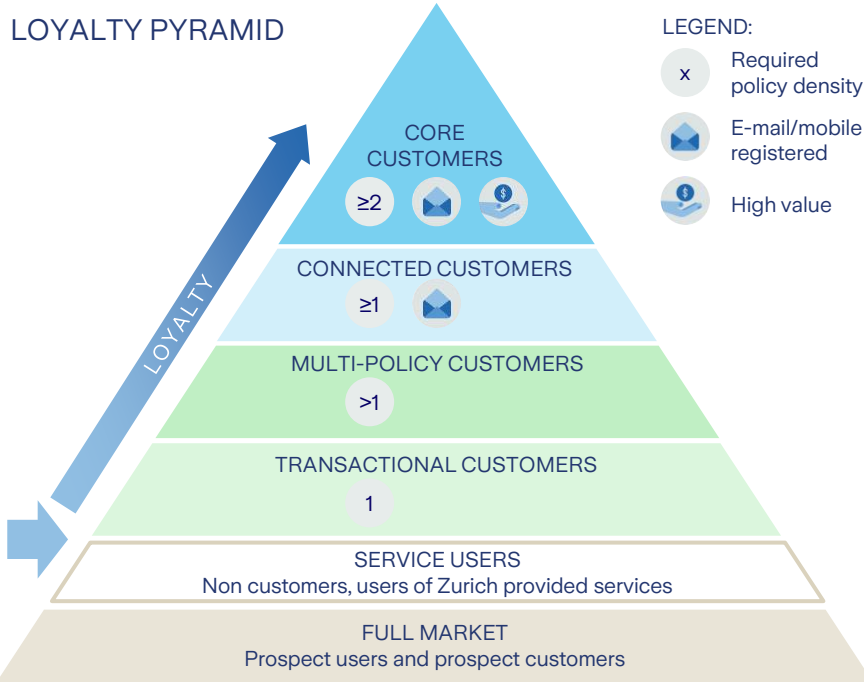 LOYALTY PYRAMID
LEGEND:
x
Required
policy density
E-mail/mobile
registered
$
High value
LOYALTY
CORE
CUSTOMERS
≥2
$
CONNECTED CUSTOMERS
≥1
MULTI-POLICY CUSTOMERS
>1
TRANSACTIONAL CUSTOMERS
1
SERVICE USERS
Non customers, users of Zurich provided services
FULL MARKET
Prospect users and prospect customers